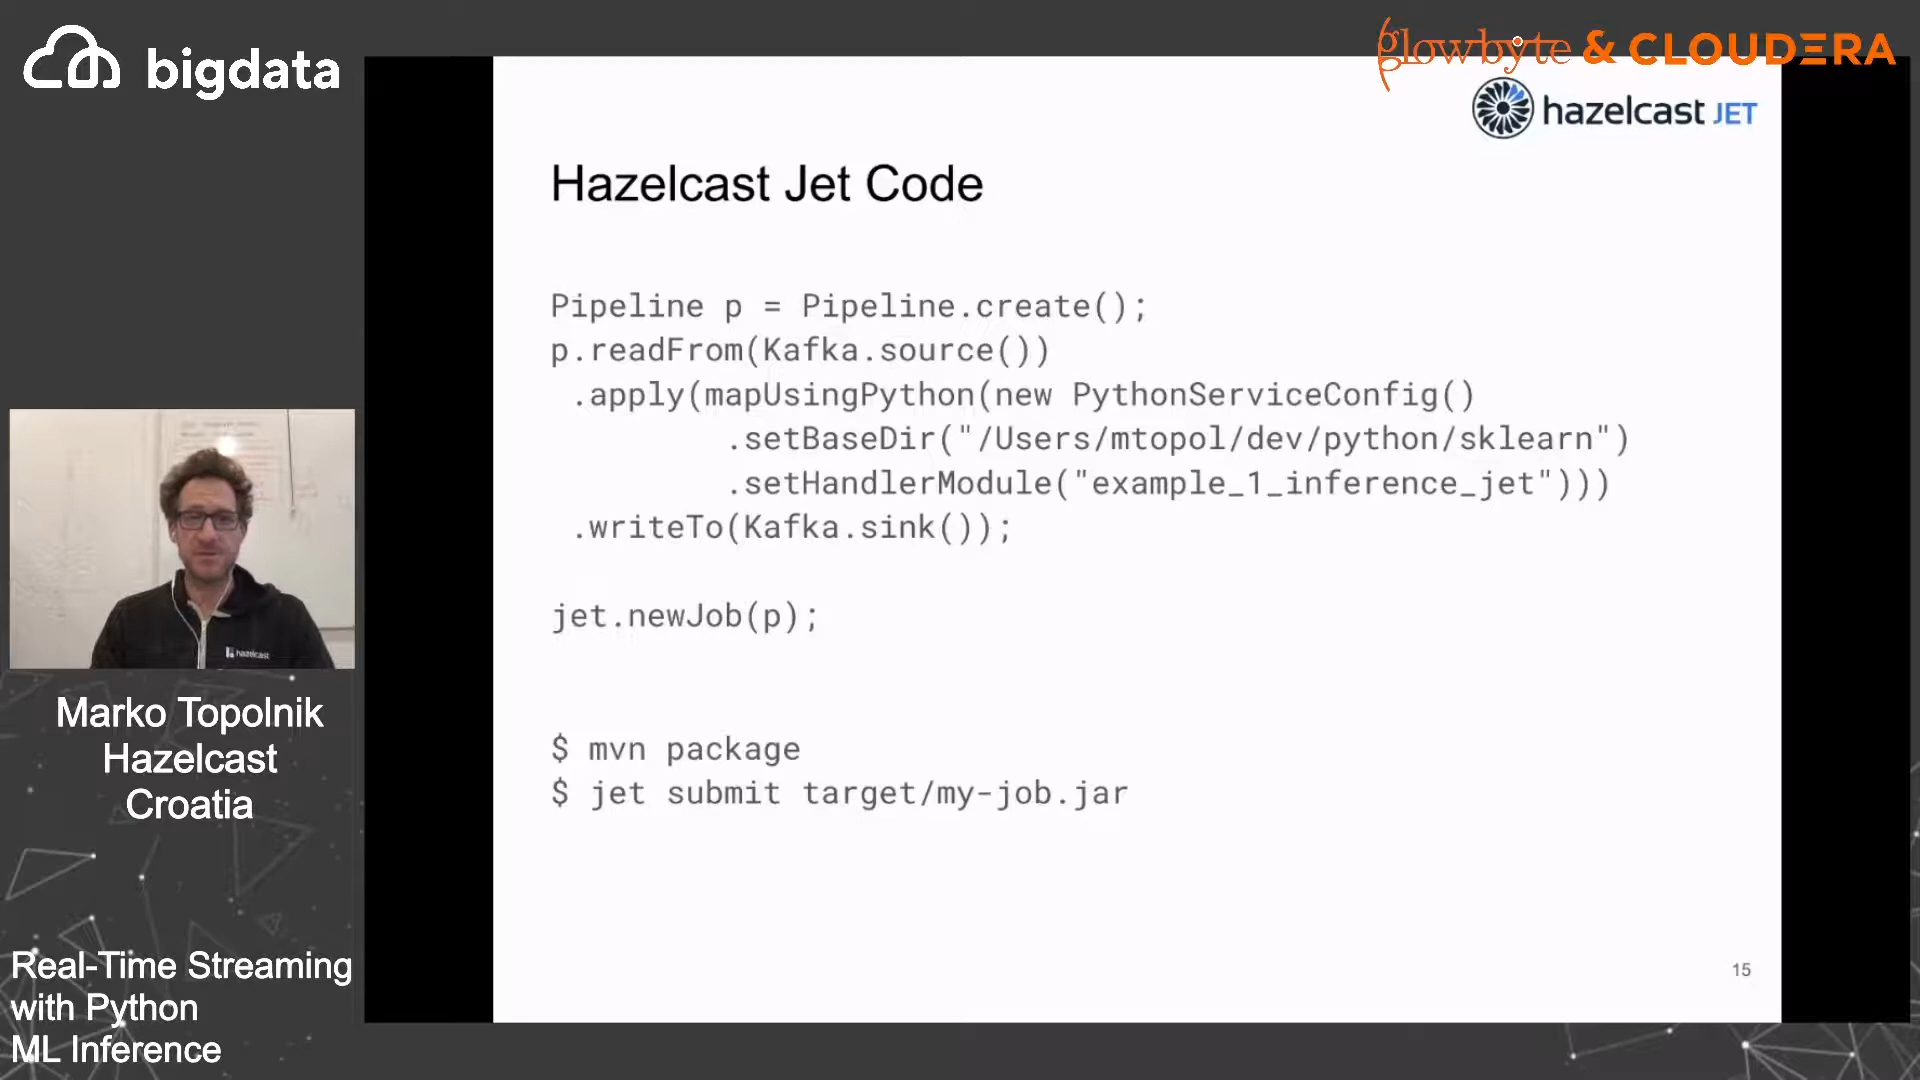 bigdata
glowbyte & CLOUDERA
hazelcast JET
Hazelcast Jet Code
Pipeline p = Pipeline.create();
p.readFrom(Kafka.source())
.apply(mapUsingPython(new PythonServiceConfig()
.setBaseDir("/Users/mtopol/dev/python/sklearn")
.setHandlerModule("example_1_inference_jet")))
.writeTo(Kafka.sink());
jet.newJob(p);
$ mvn package
$ jet submit target/my-job.jar
15
hazelcast
Marko Topolnik
Hazelcast
Croatia
Real-Time Streaming
with Python
ML Inference